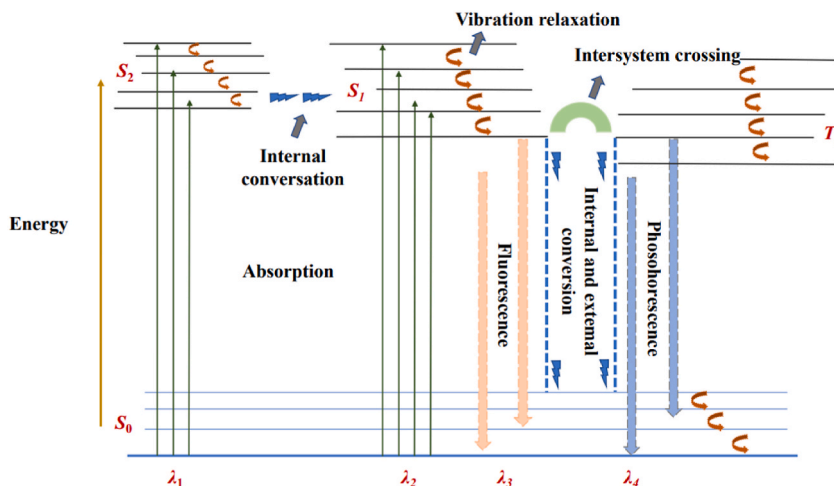 Vibration relaxation
Intersystem crossing
S2
S1
T
Internal
conversation
Energy
Absorption
Fluorescence
Internal and extemal
conversion
Phosohorescence
S0
λ1
λ2
λ3
λ4